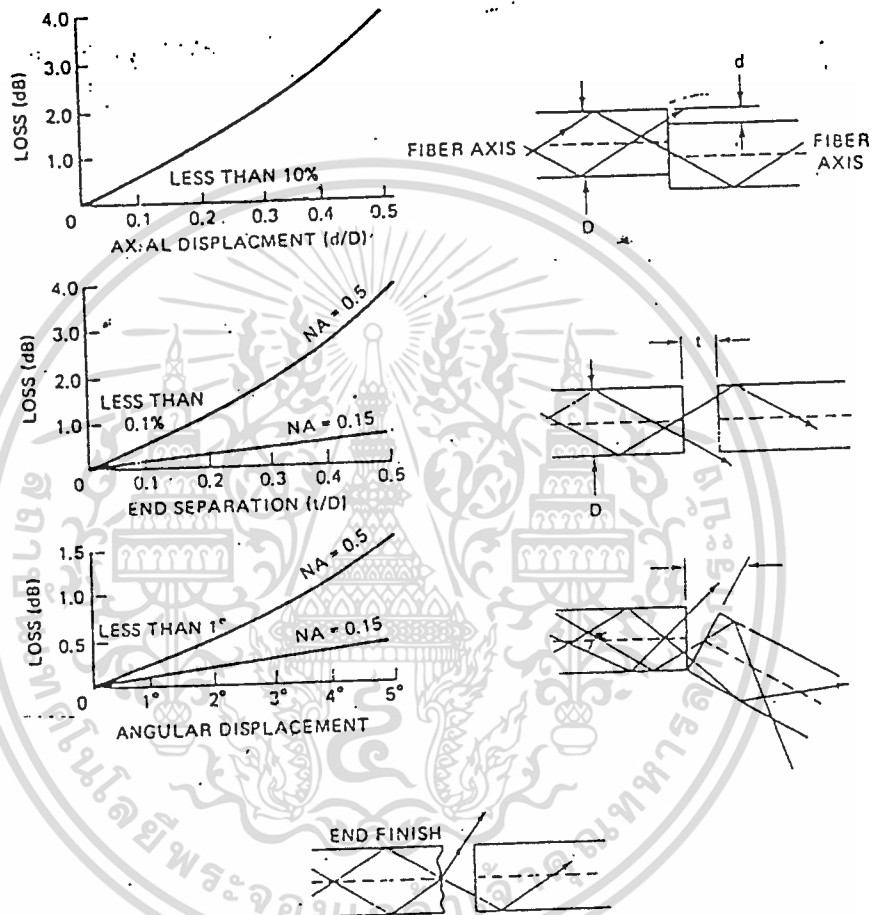 4.0
3.0
2.0
1.0
0
LOSS (dB)
LESS THAN 10%
0.1 0.2 0.3 0.4 0.5
AXIAL DISPLACMENT (d/D)
d
FIBER AXIS
FIBER
AXIS
D
4.0
3.0
2.0
1.0
0
LOSS (dB)
NA = 0.5
LESS THAN
0.1%
NA = 0.15
0.1 0.2 0.3 0.4 0.5
END SEPARATION (t/D)
t
D
1.5
1.0
0.5
0
LOSS (dB)
NA = 0.5
LESS THAN 1°
NA = 0.15
1° 2° 3° 4° 5°
ANGULAR DISPLACEMENT
END FINISH